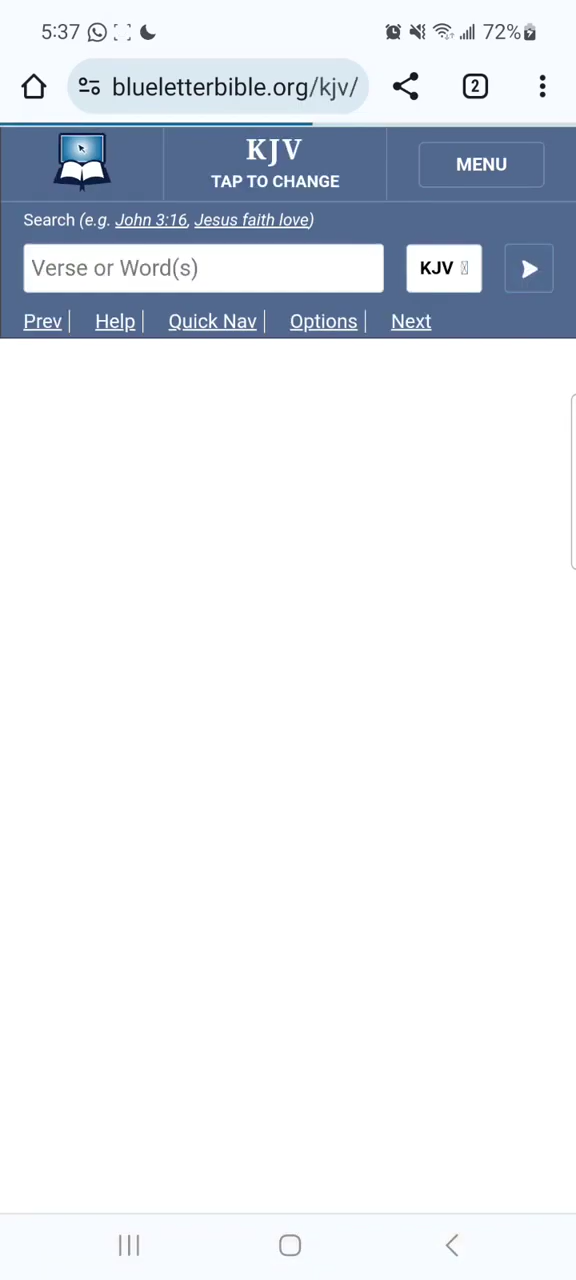 5:37 72%
blueletterbible.org/kjv/ 2
KJV
TAP TO CHANGE
MENU
Search (e.g. John 3:16, Jesus faith love)
Verse or Word(s) KJV
Prev | Help | Quick Nav | Options | Next